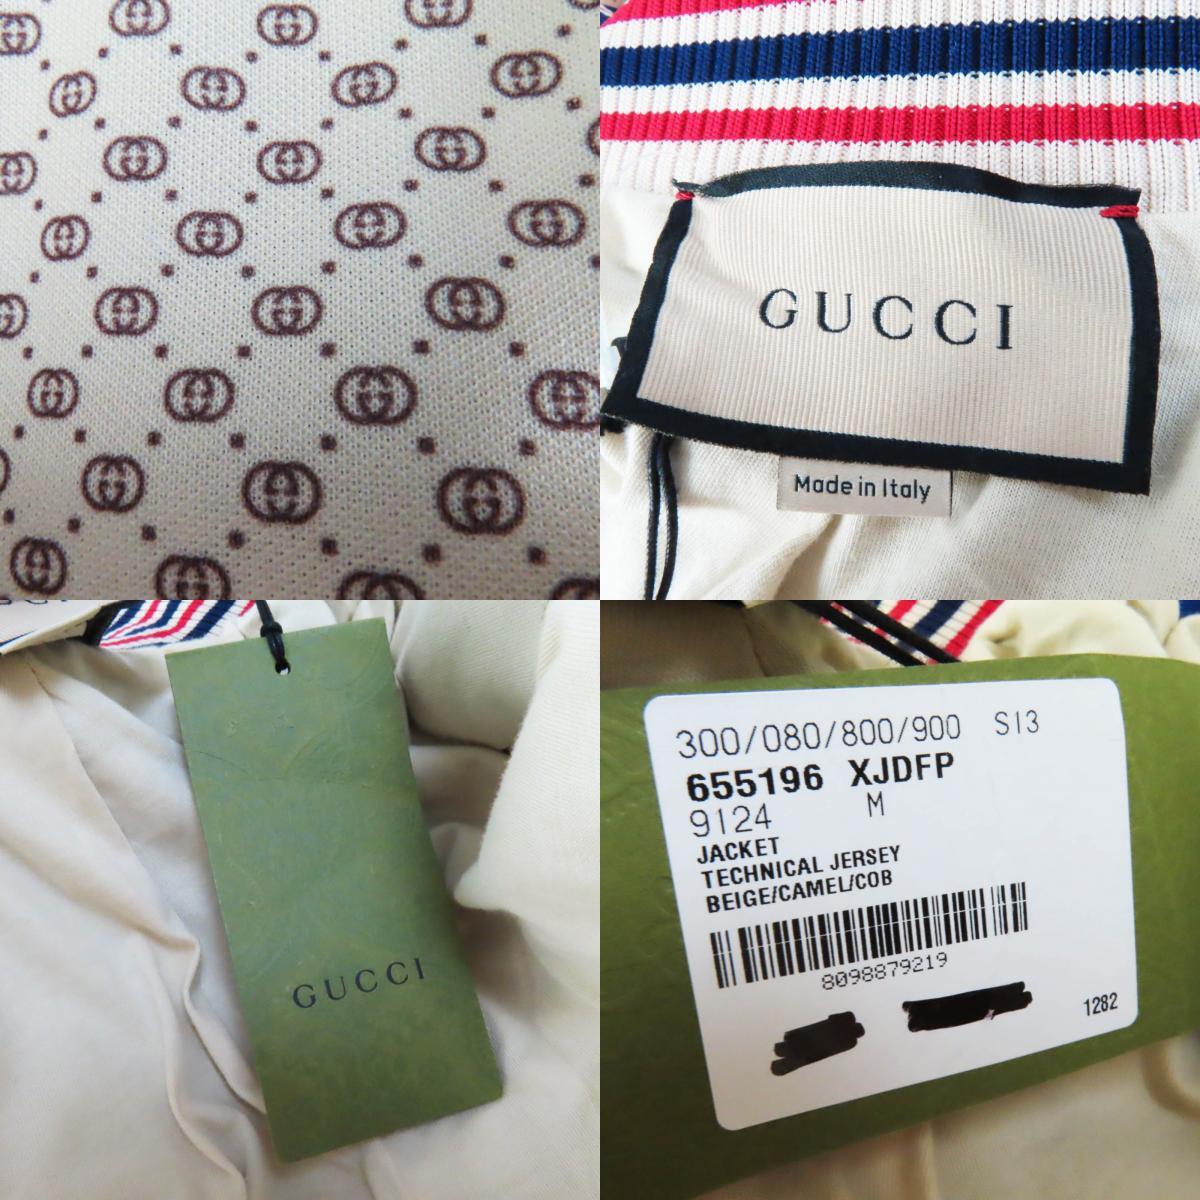 GUCCI
Made in Italy
GUCCI
300/080/800/900 S13
655196 XJDFP
9124 M
JACKET
TECHNICAL JERSEY
BEIGE/CAMEL/COB
8098879219
1282